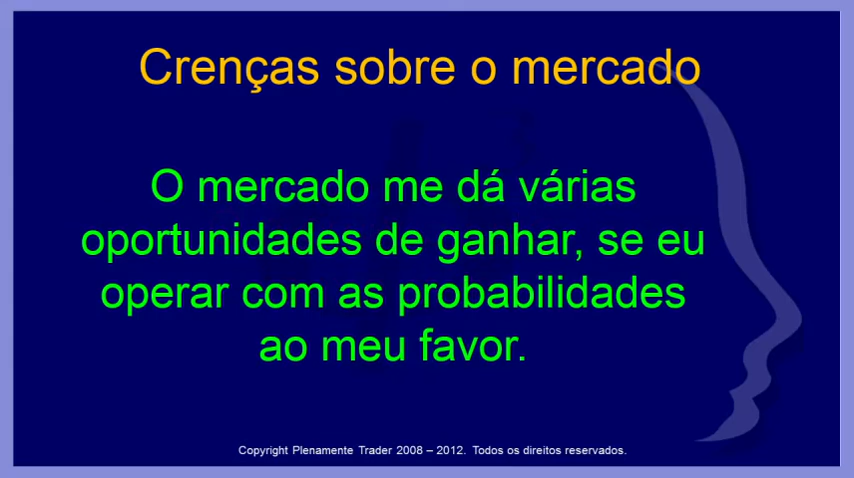 Crenças sobre o mercado
O mercado me dá várias
oportunidades de ganhar, se eu
operar com as probabilidades
ao meu favor.
Copyright Plenamente Trader 2008 – 2012. Todos os direitos reservados.